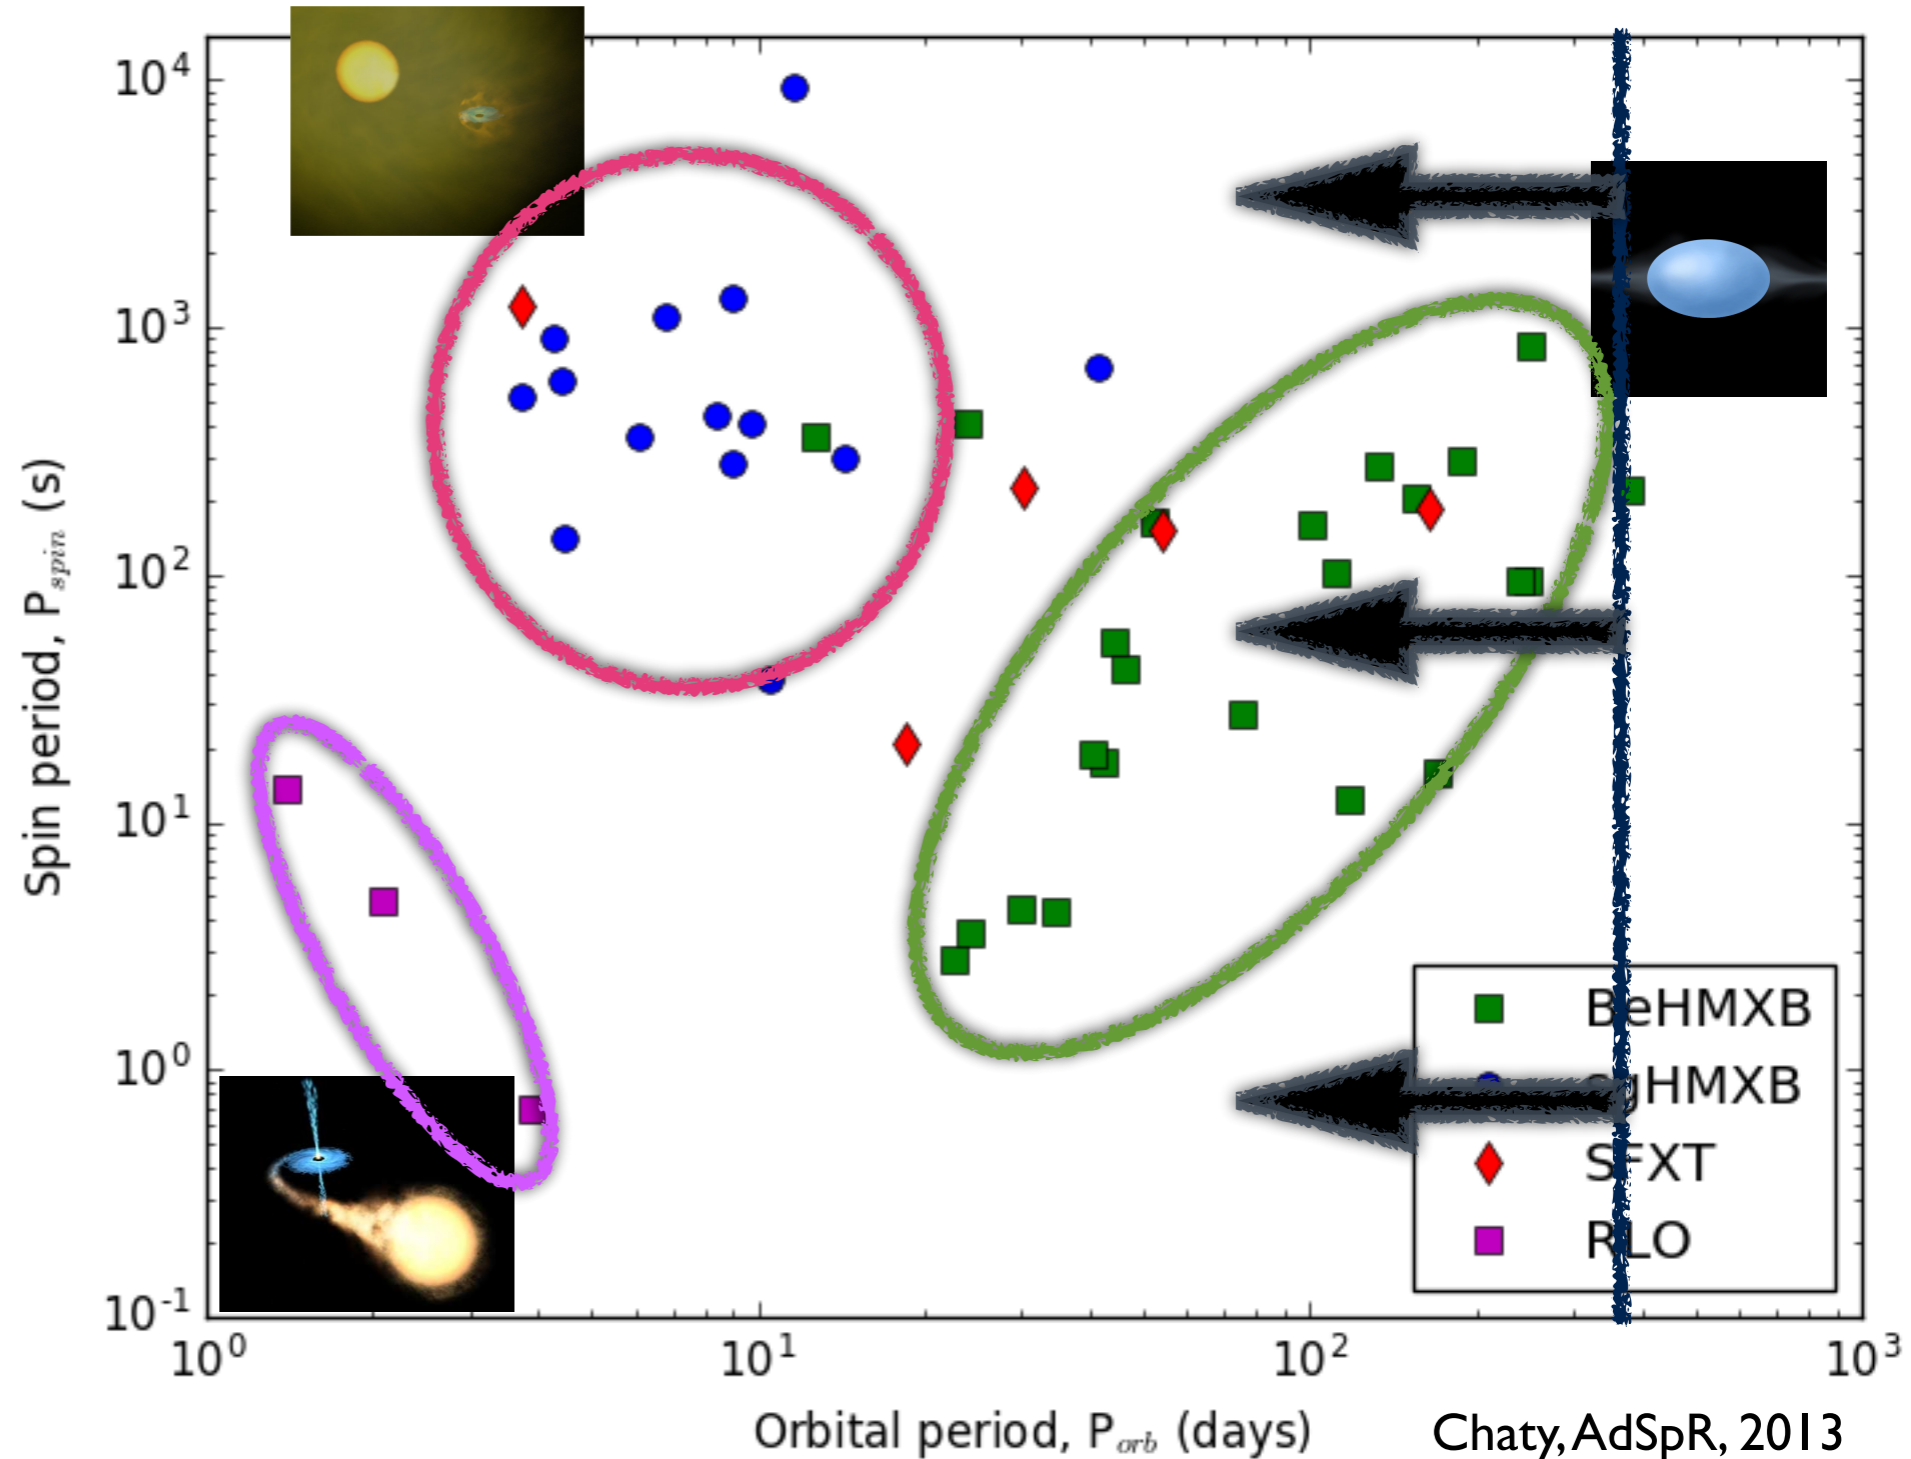 10^4
10^3
10^2
10^1
10^0
10^-1
Spin period, P_spin (s)
BeHMXB
sgHMXB
SFXT
RLO
10^0 10^1 10^2 10^3
Orbital period, P_orb (days)
Chaty, AdSpR, 2013